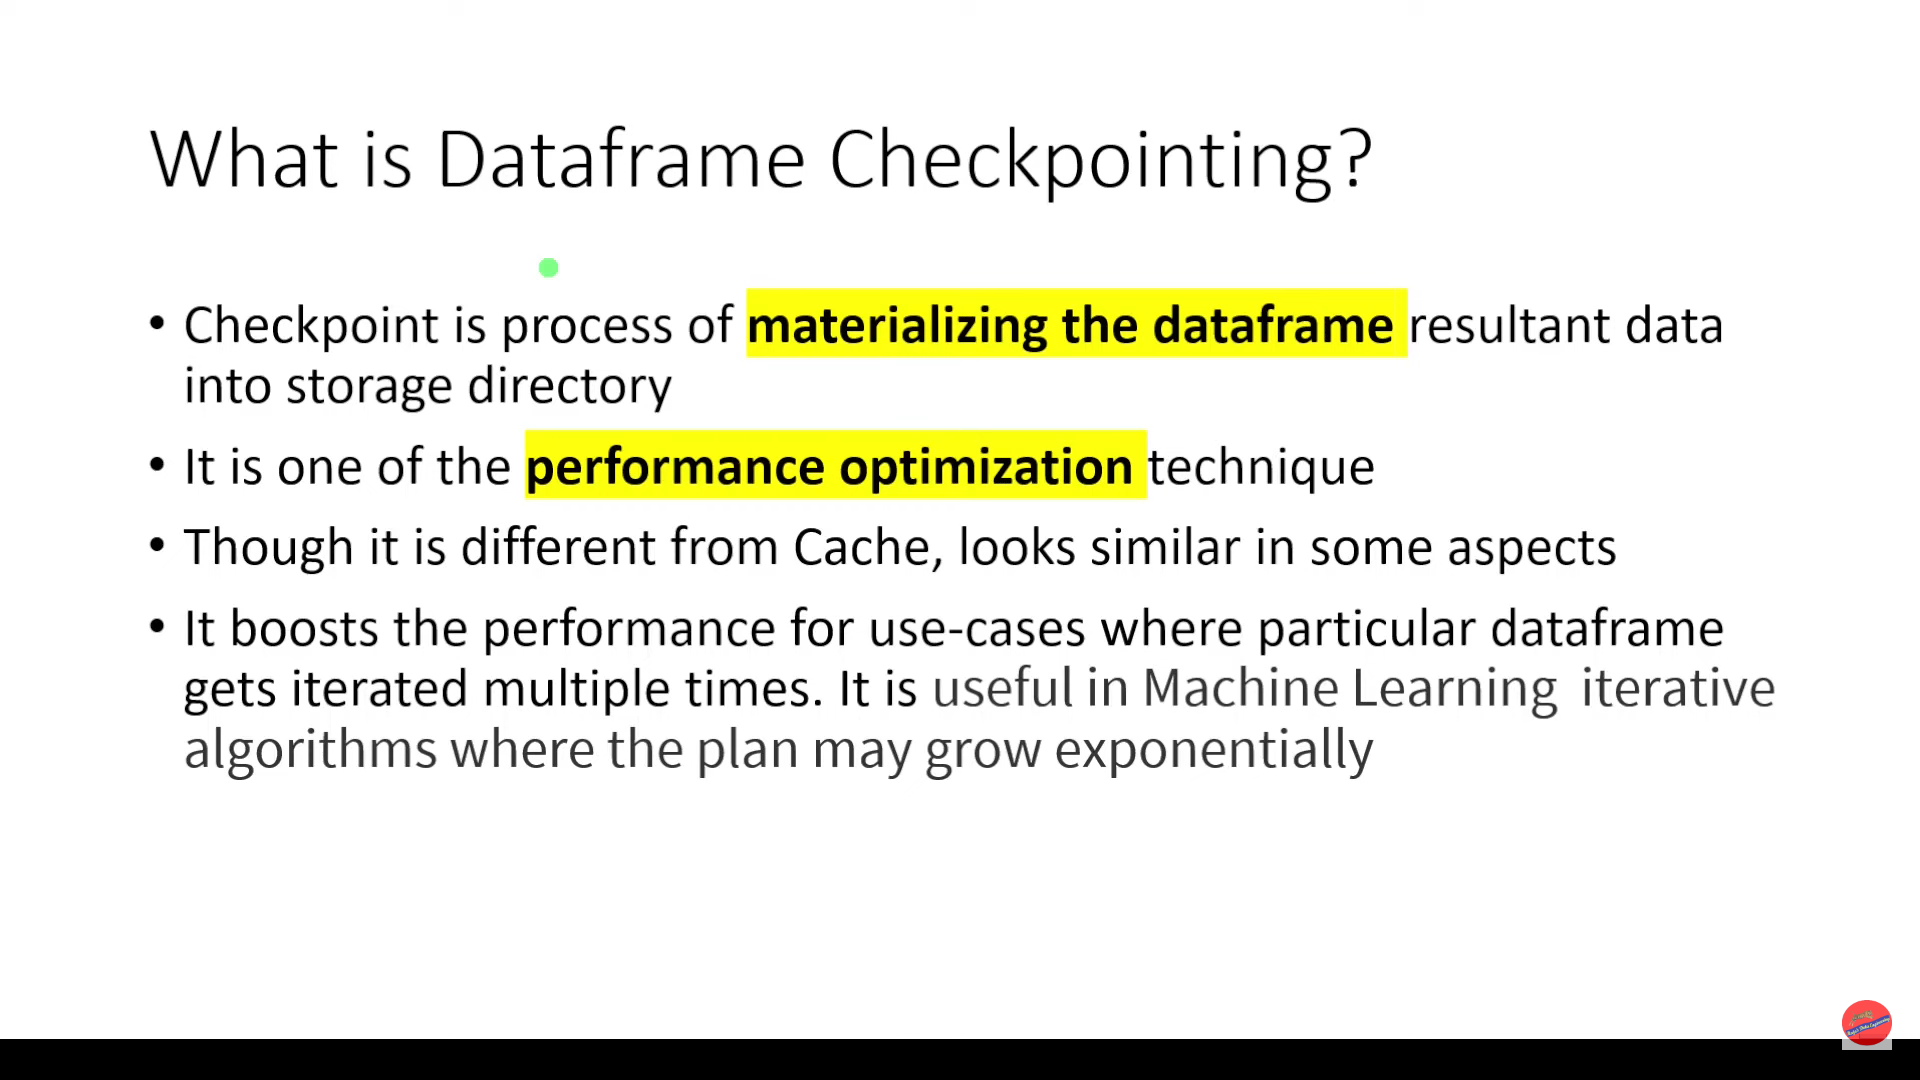 What is Dataframe Checkpointing?
• Checkpoint is process of materializing the dataframe resultant data
into storage directory
• It is one of the performance optimization technique
• Though it is different from Cache, looks similar in some aspects
• It boosts the performance for use-cases where particular dataframe
gets iterated multiple times. It is useful in Machine Learning  iterative
algorithms where the plan may grow exponentially